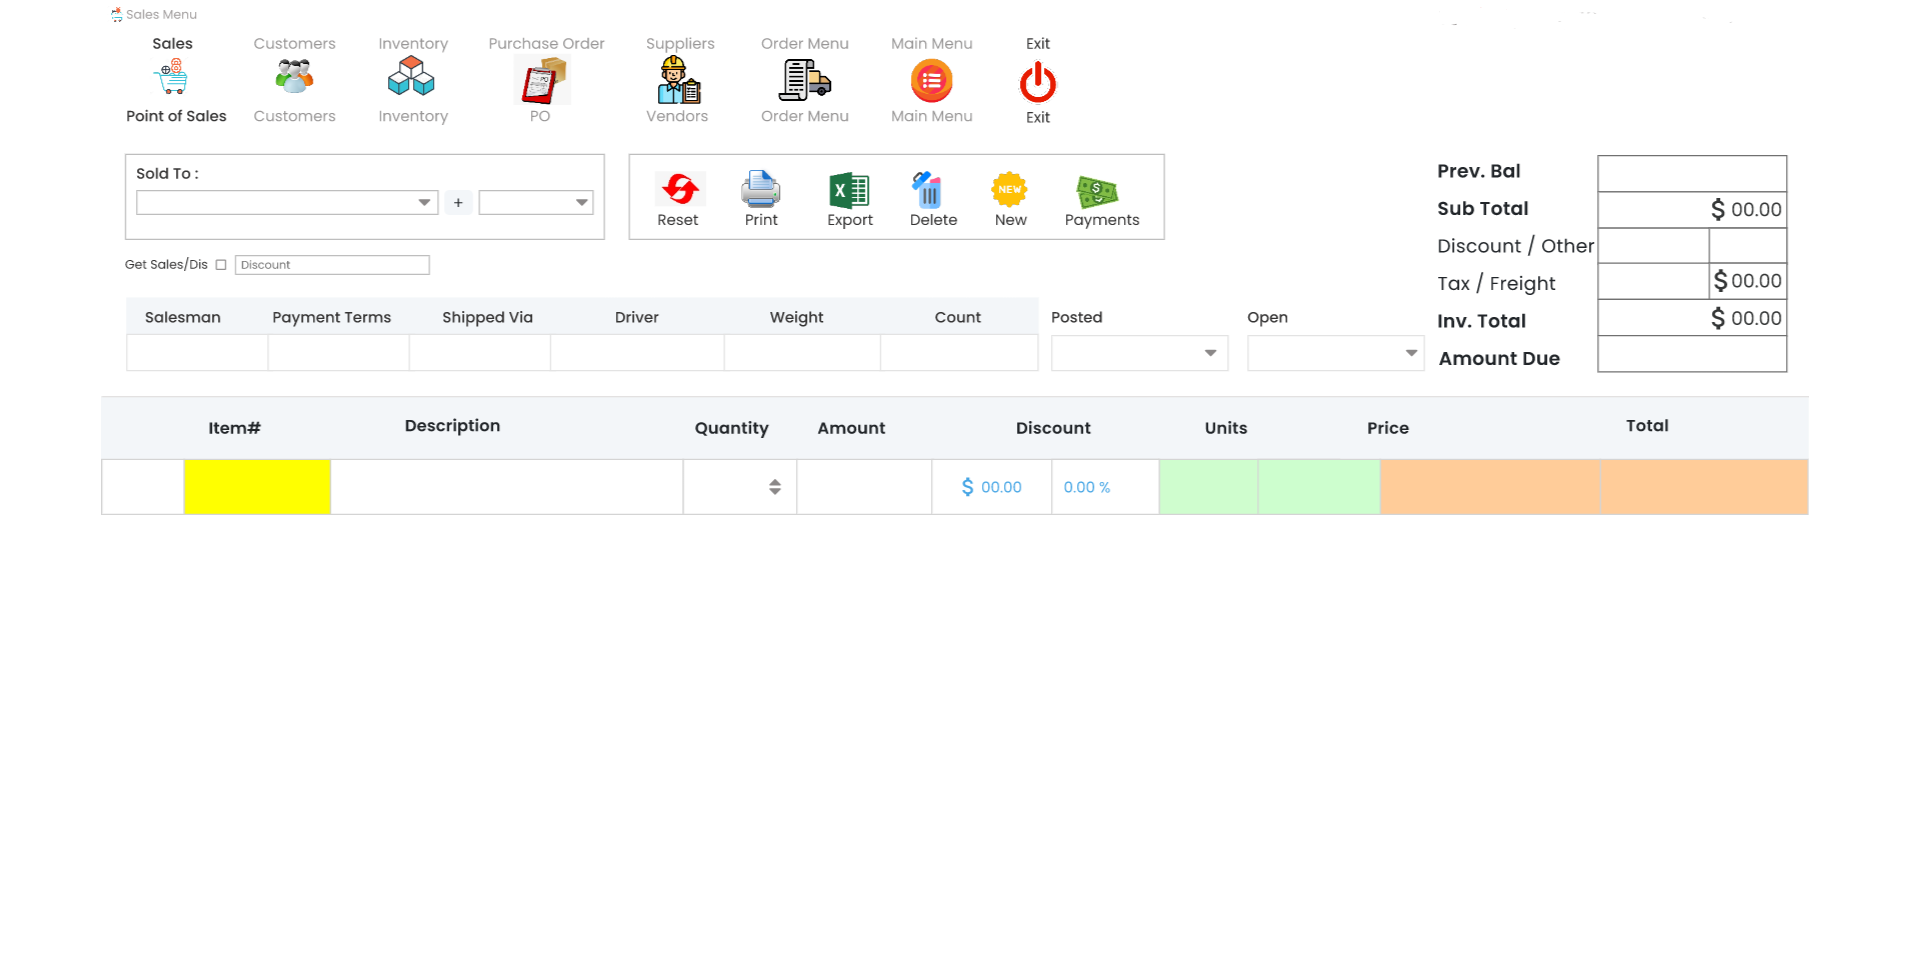 Sales Menu
Sales Customers Inventory Purchase Order Suppliers Order Menu Main Menu Exit
Point of Sales Customers Inventory PO Vendors Order Menu Main Menu Exit
Sold To :
+
NEW
Reset Print Export Delete New Payments
Get Sales/Dis Discount
Prev. Bal
Sub Total $ 00.00
Discount / Other
Tax / Freight $ 00.00
Inv. Total $ 00.00
Amount Due
Salesman Payment Terms Shipped Via Driver Weight Count Posted Open
Item# Description Quantity Amount Discount Units Price Total
$ 00.00 0.00 %